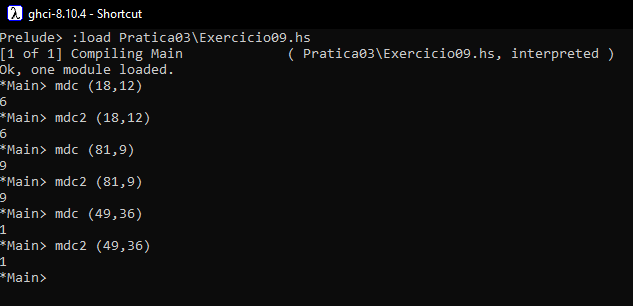 ghci-8.10.4 - Shortcut
Prelude> :load Pratica03\Exercicio09.hs
[1 of 1] Compiling Main             ( Pratica03\Exercicio09.hs, interpreted )
Ok, one module loaded.
*Main> mdc (18,12)
6
*Main> mdc2 (18,12)
6
*Main> mdc (81,9)
9
*Main> mdc2 (81,9)
9
*Main> mdc (49,36)
1
*Main> mdc2 (49,36)
1
*Main>